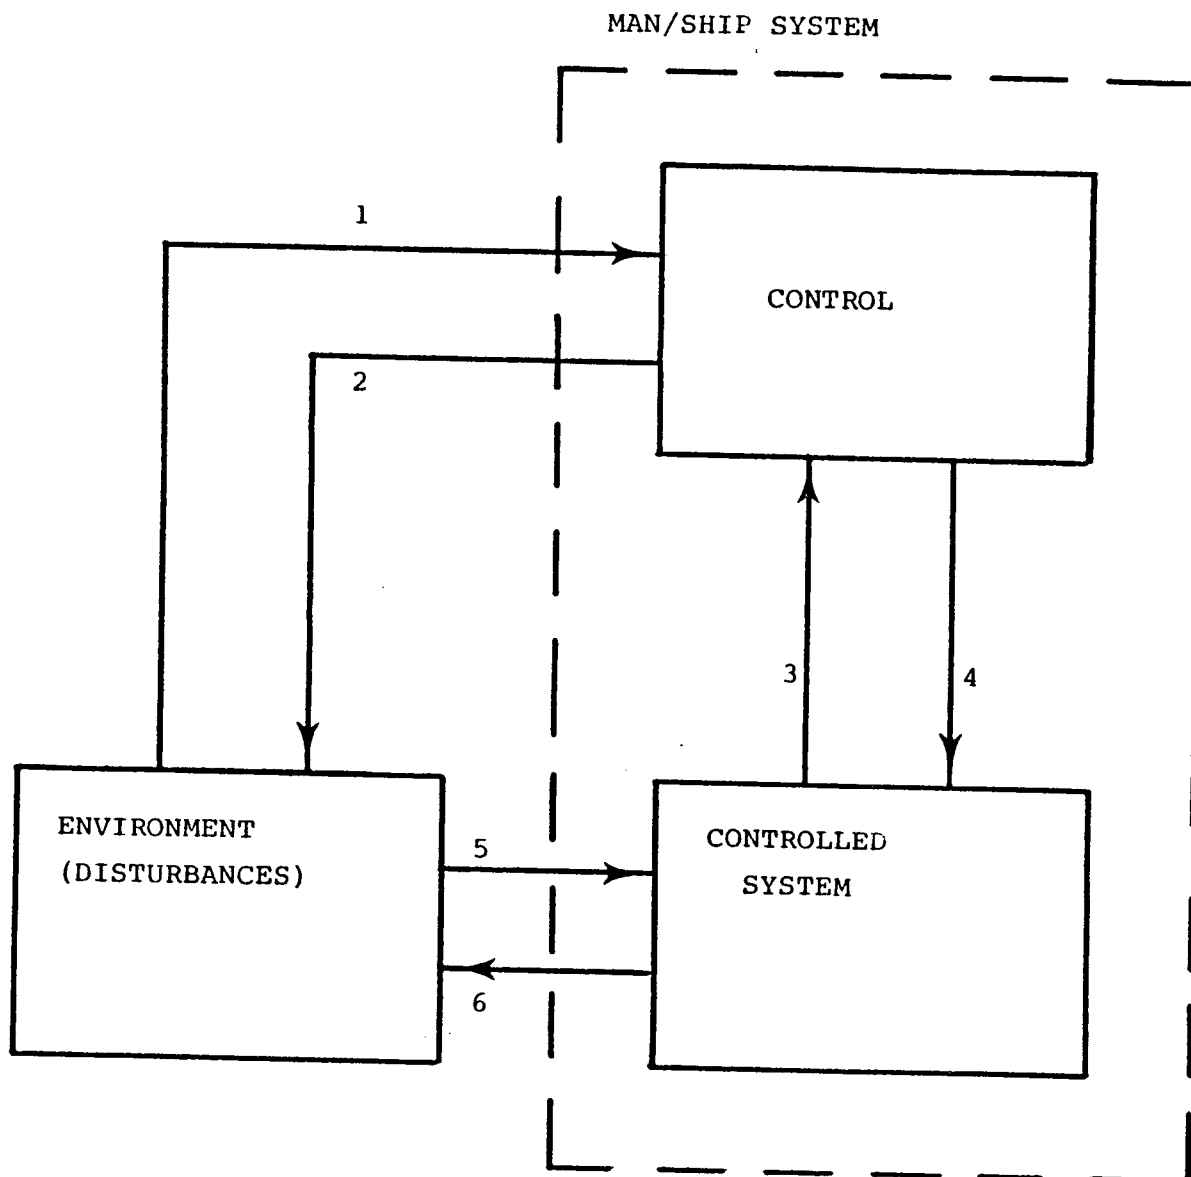 MAN/SHIP SYSTEM
1
CONTROL
2
3
4
ENVIRONMENT
(DISTURBANCES)
5
CONTROLLED
SYSTEM
6